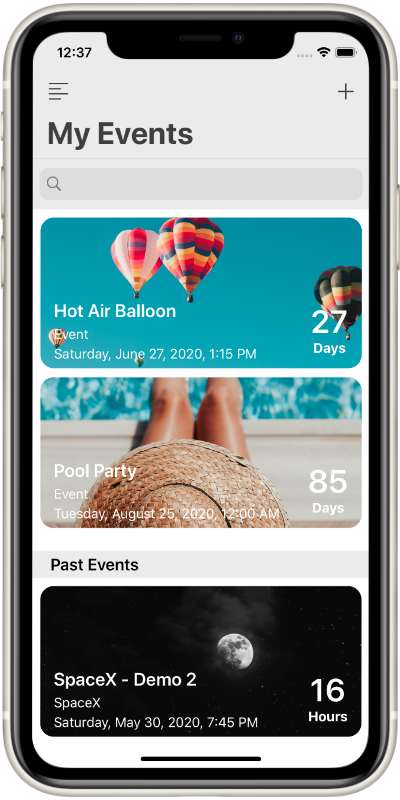 12:37
My Events
Hot Air Balloon
Event
Saturday, June 27, 2020, 1:15 PM
27
Days
Pool Party
Event
Tuesday, August 25, 2020, 12:00 AM
85
Days
Past Events
SpaceX - Demo 2
SpaceX
Saturday, May 30, 2020, 7:45 PM
16
Hours